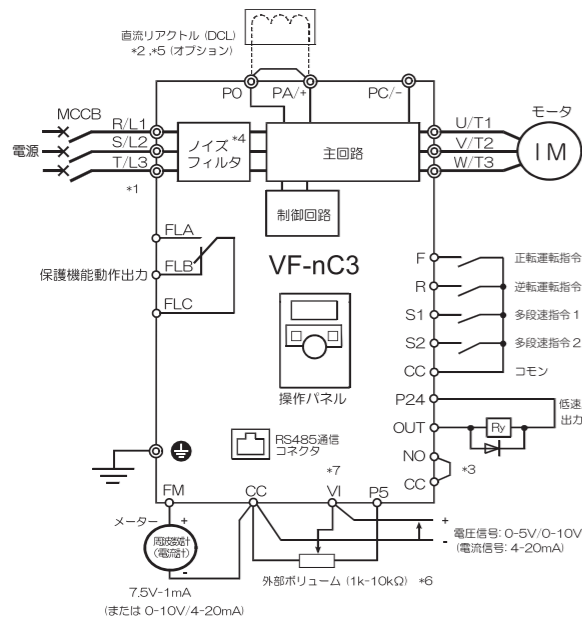 直流リアクトル (DCL)
*2 ,*5 (オプション)
PO
PA/+
PC/-
MCCB
R/L1
S/L2
T/L3
電源
*1
ノイズ *4
フィルタ
主回路
制御回路
U/T1
V/T2
W/T3
モータ
IM
FLA
FLB
FLC
保護機能動作出力
VF-nC3
操作パネル
F
正転運転指令
R
逆転運転指令
S1
多段速指令1
S2
多段速指令2
CC
コモン
P24
OUT
Ry
低速
出力
NO
CC
*3
RS485通信
コネクタ
*7
FM
CC
VI
P5
メーター
+
周波数計
(電流計)
-
7.5V-1mA
(または 0-10V/4-20mA)
外部ボリューム (1k-10kΩ) *6
+
-
電圧信号: 0-5V/0-10V
(電流信号: 4-20mA)